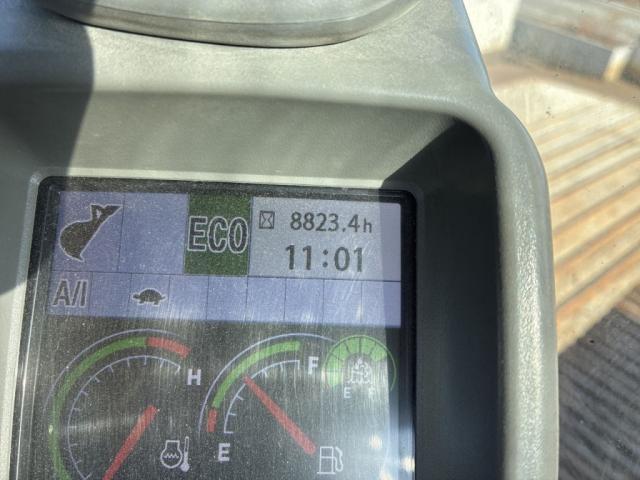 ECO
8823.4h
11:01
A/I
H
F
E
E